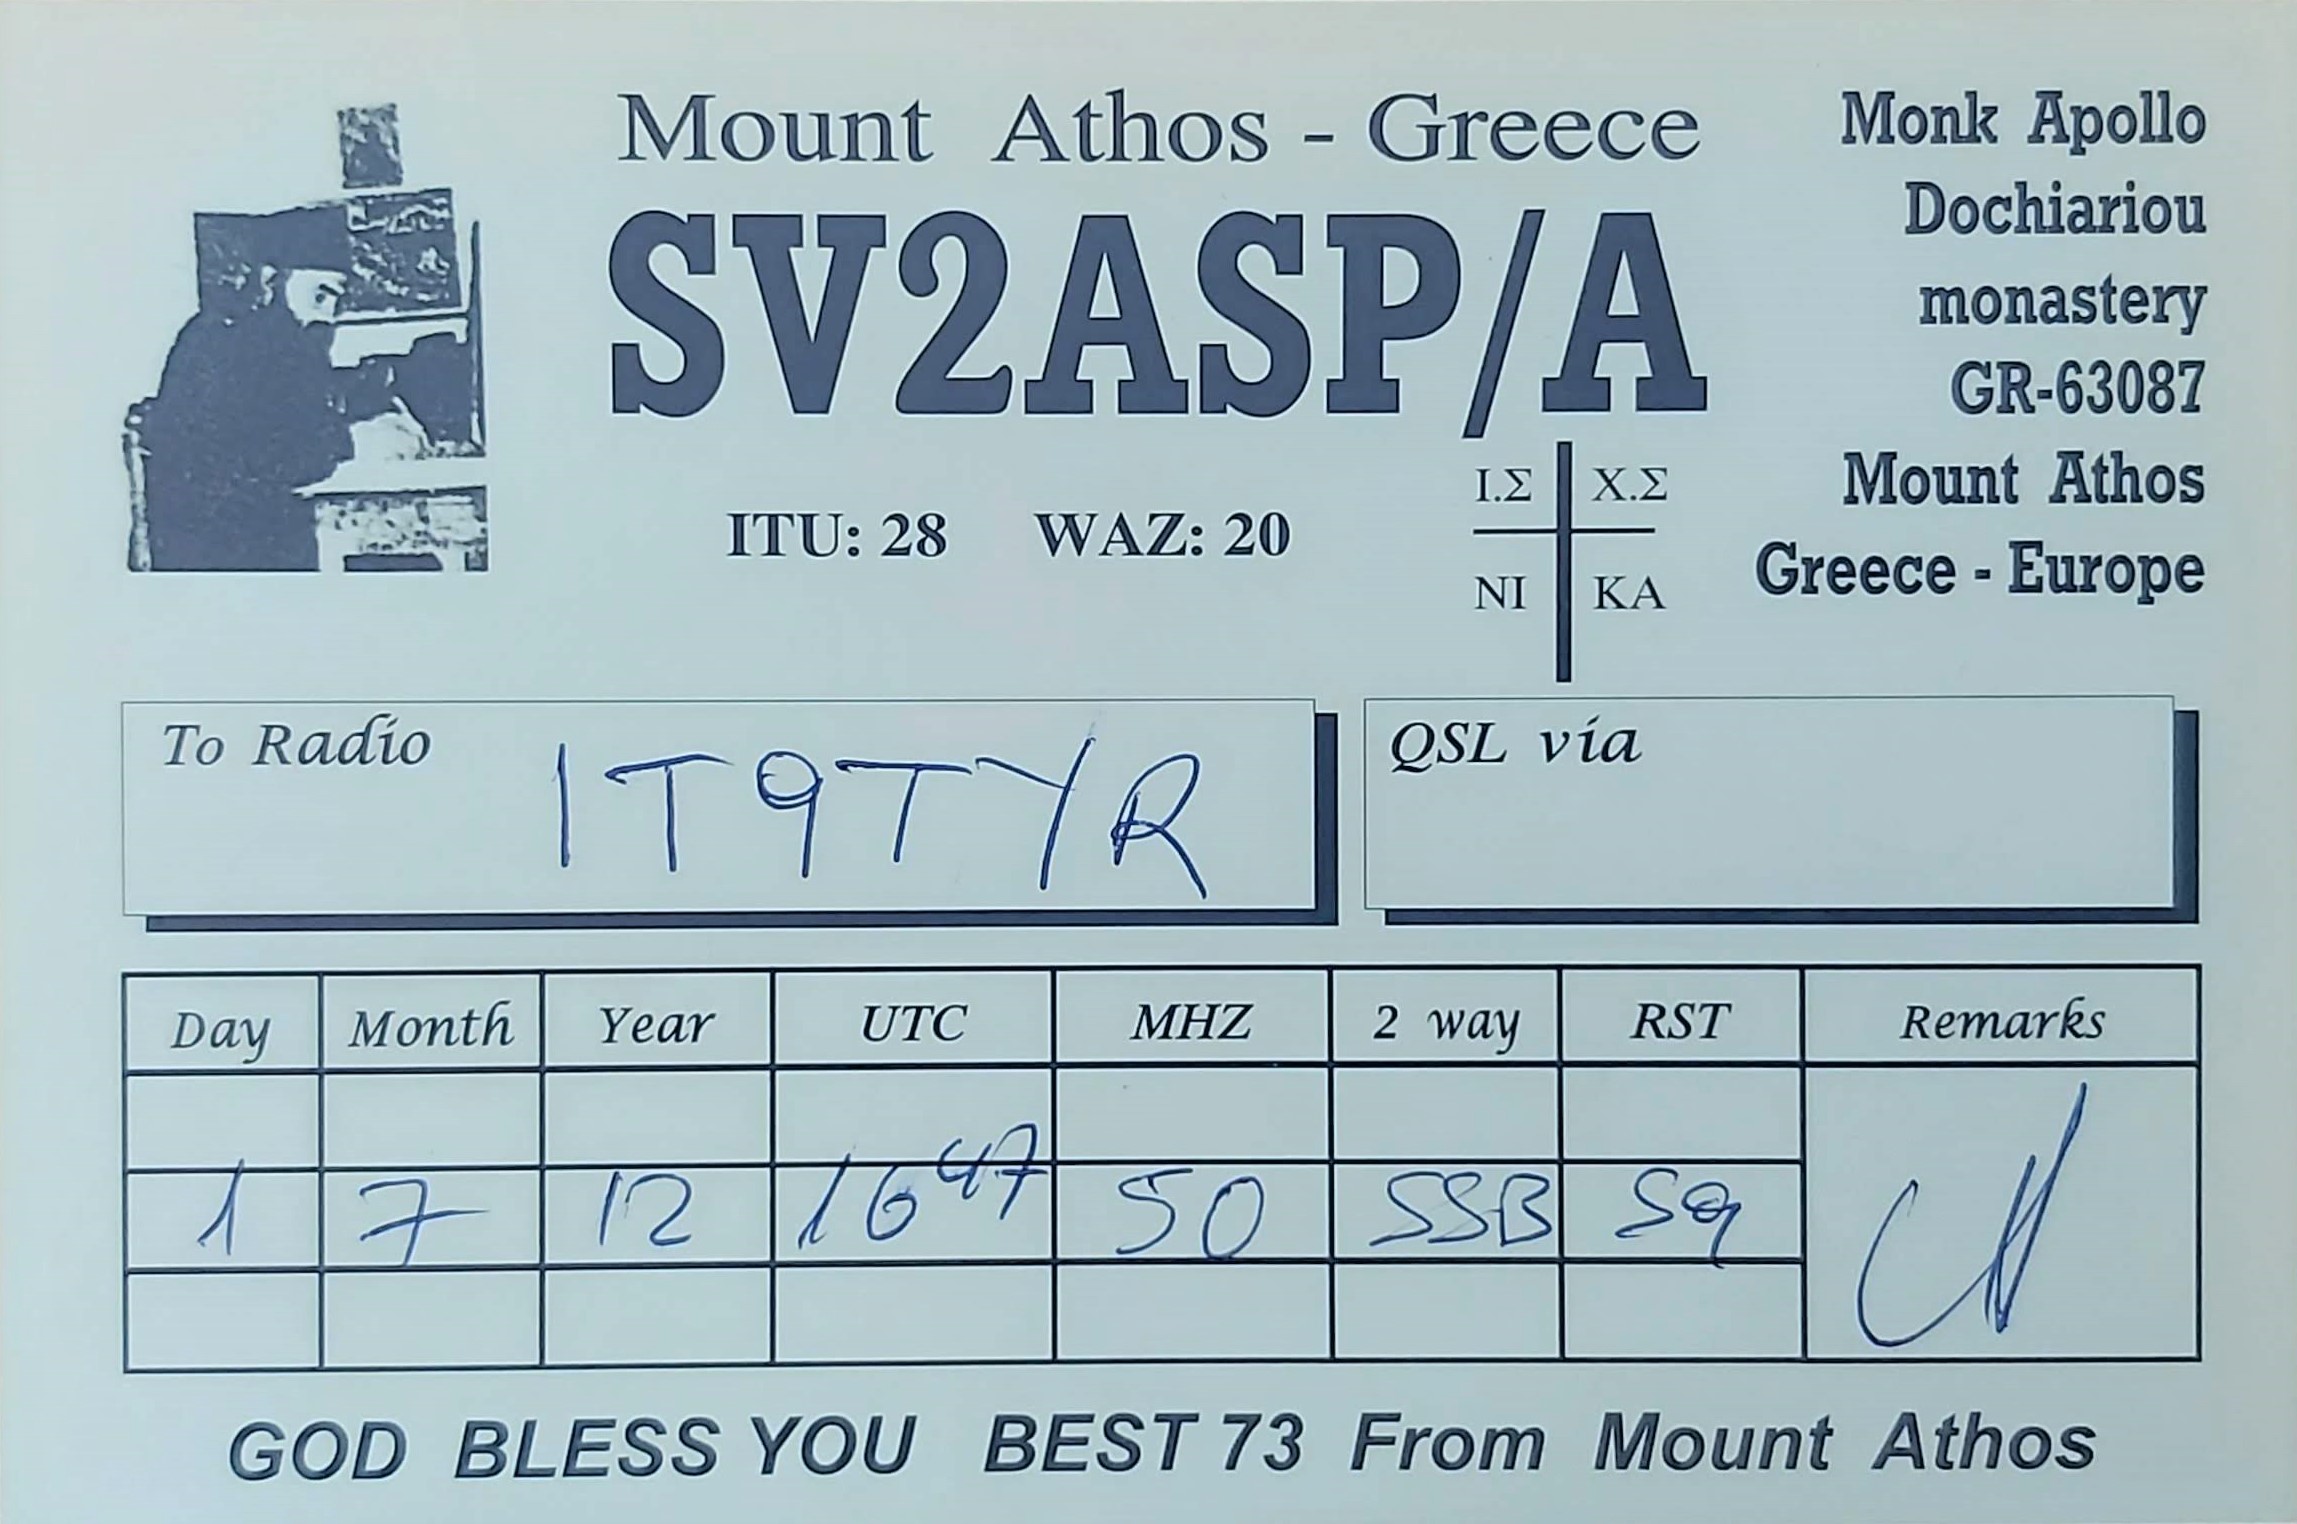 Mount Athos - Greece
SV2ASP/A
ITU: 28 WAZ: 20
Ι.Σ Χ.Σ
ΝΙ ΚΑ
Monk Apollo
Dochiariou
monastery
GR-63087
Mount Athos
Greece - Europe
To Radio IT9TYR
QSL via
Day Month Year UTC MHZ 2 way RST Remarks
1 7 12 16 47 50 SSB 59
GOD BLESS YOU BEST 73 From Mount Athos